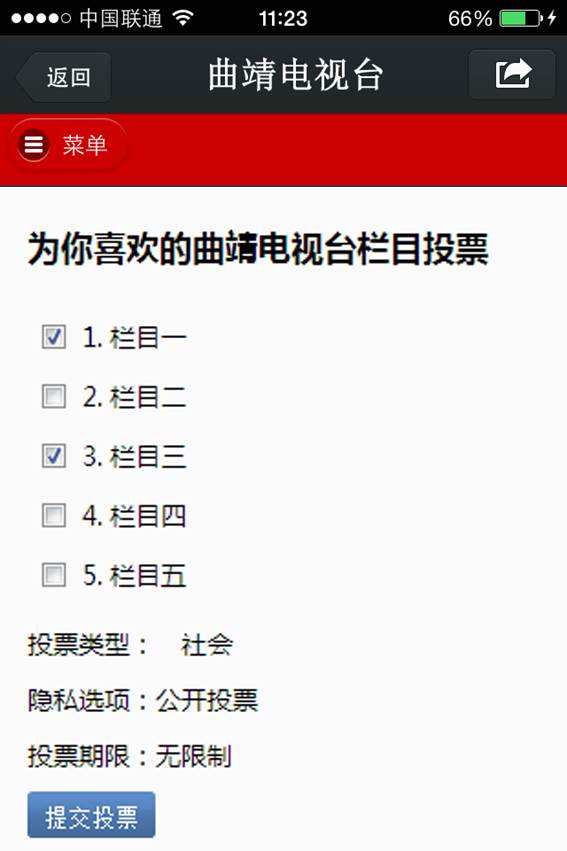 中国联通 11:23 66%
返回 曲靖电视台
菜单
为你喜欢的曲靖电视台栏目投票
1. 栏目一
2. 栏目二
3. 栏目三
4. 栏目四
5. 栏目五
投票类型： 社会
隐私选项：公开投票
投票期限：无限制
提交投票